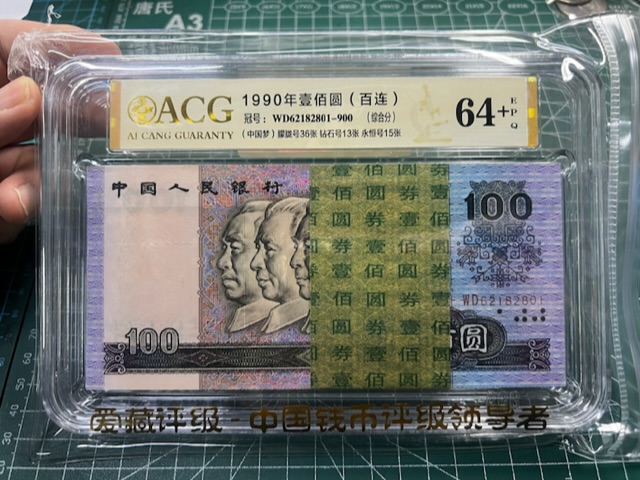 唐氏
A3
ACG
AI CANG GUARANTY
1990年壹佰圆（百连）
冠号：WD62182801-900 （综合分）
（中国梦）朦胧号36张 钻石号13张 永恒号15张
64+
EPQ
中国人民银行
100
WD62182801
100
圆
壹佰圆券
爱藏评级-中国钱币评级领导者